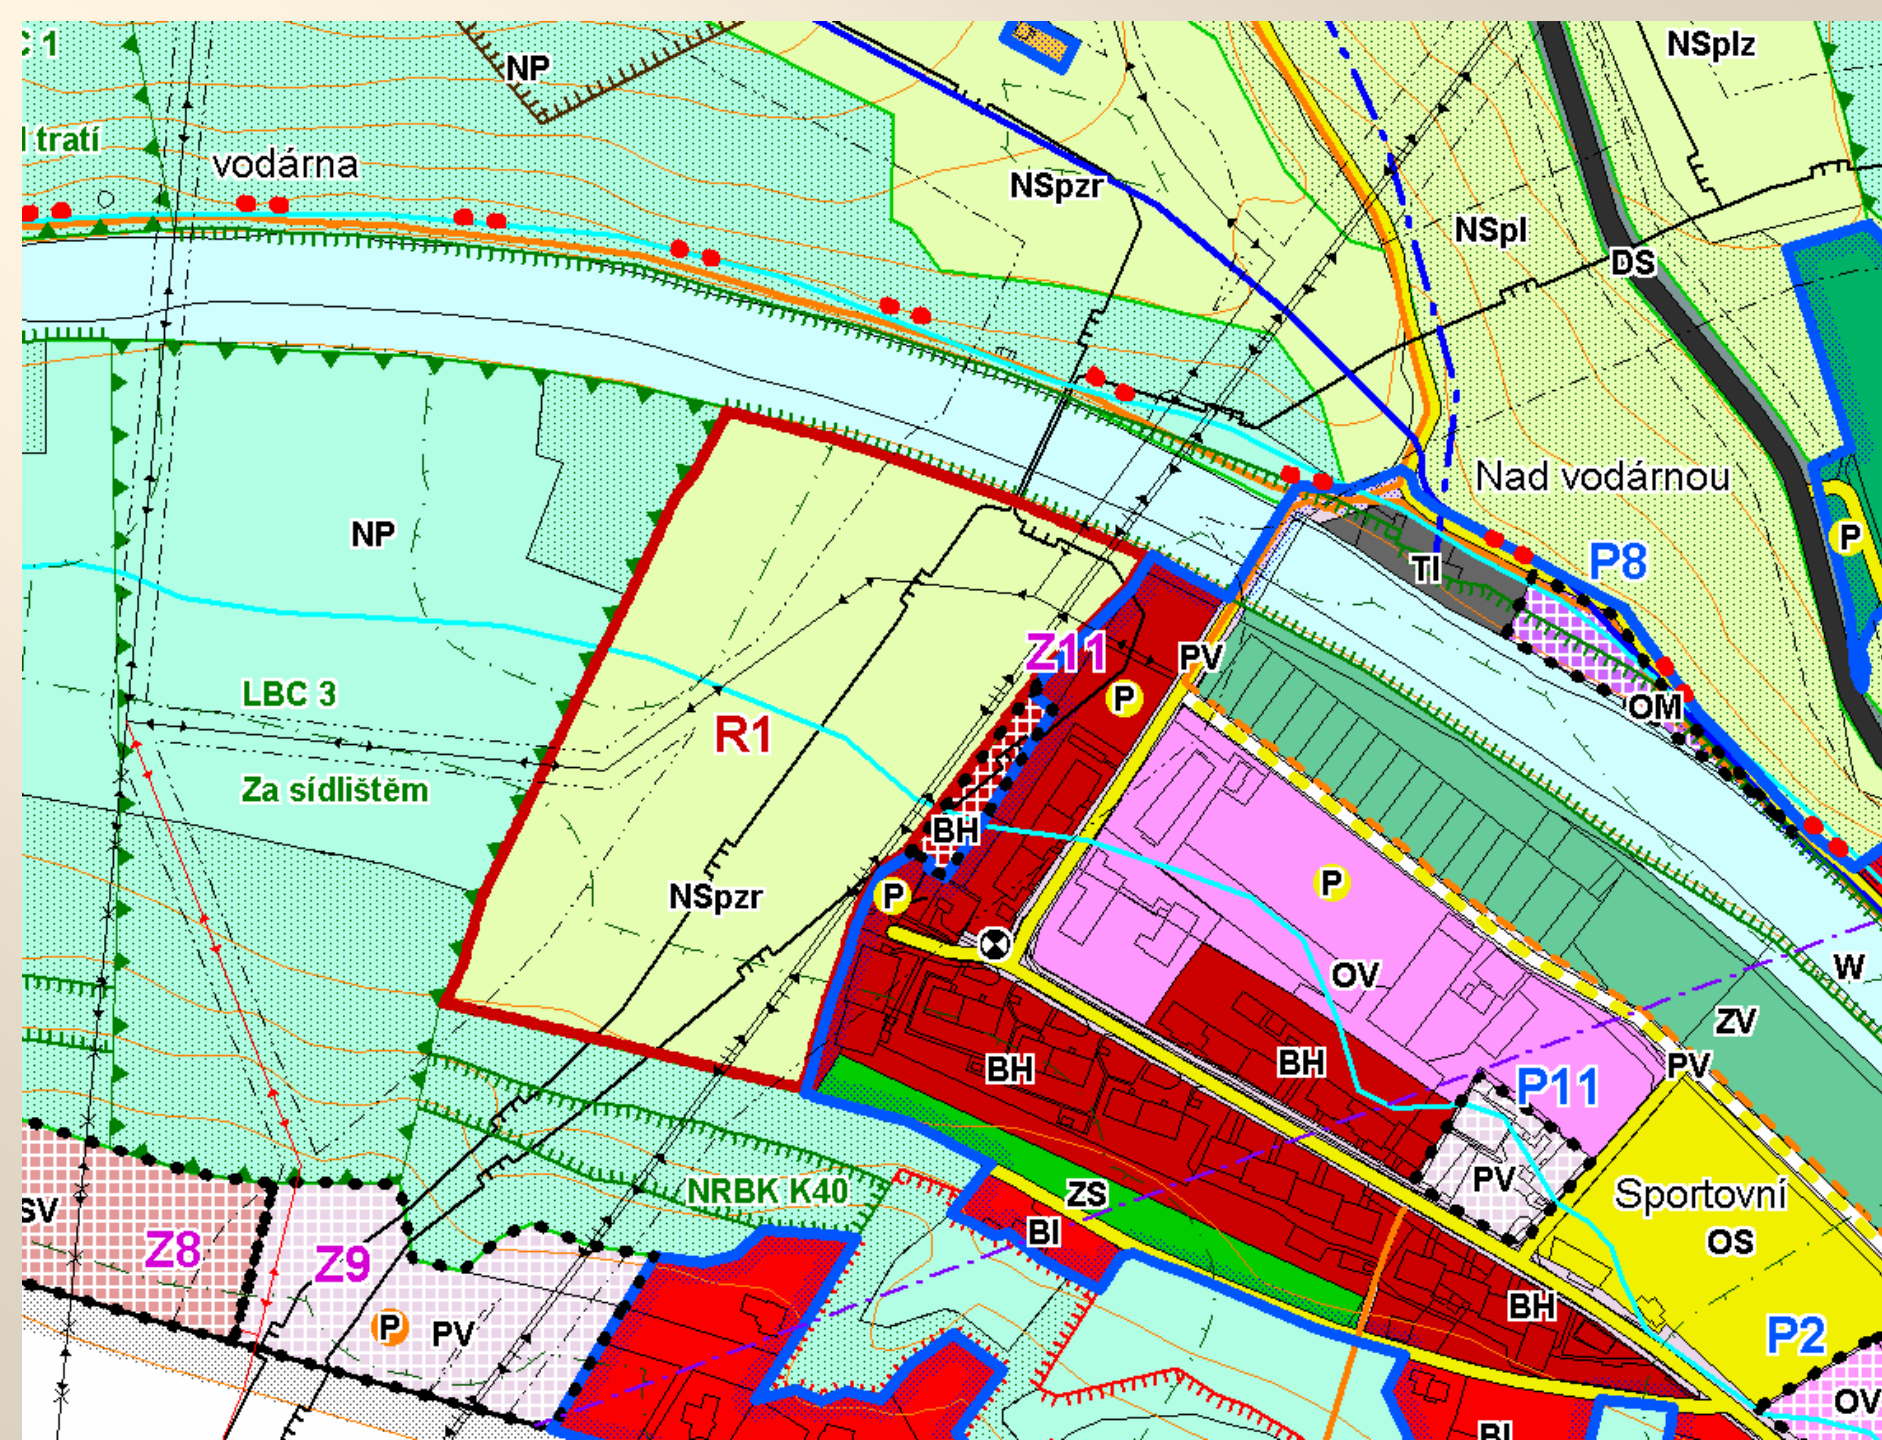 C 1
NP
NSplz
tratí
vodárna
NSpzr
NSpl
DS
Nad vodárnou
NP
P
TI
P8
Z11
PV
P
OM
LBC 3
R1
Za sídlištěm
BH
P
NSpzr
P
OV
W
ZV
BH
BH
PV
P11
PV
NRBK K40
ZS
Sportovní
SV
BI
OS
Z8
Z9
BH
P
PV
P2
OV
BI